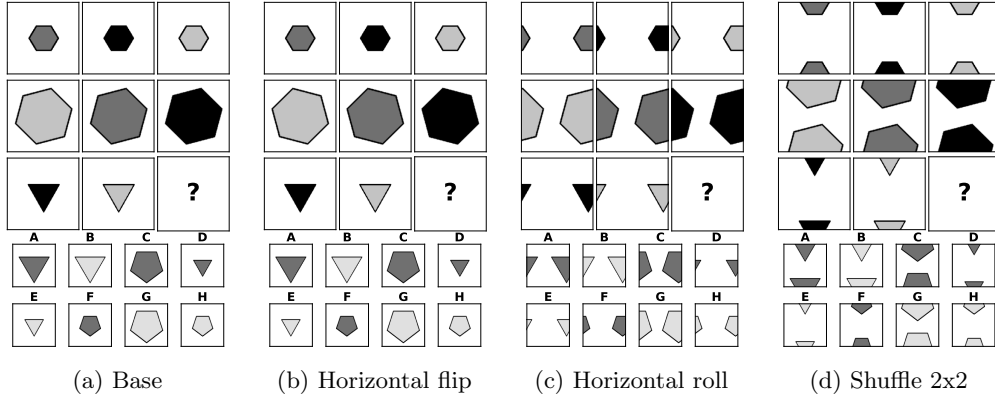 ? ? ? ?
A B C D A B C D A B C D A B C D
E F G H E F G H E F G H E F G H
(a) Base (b) Horizontal flip (c) Horizontal roll (d) Shuffle 2x2